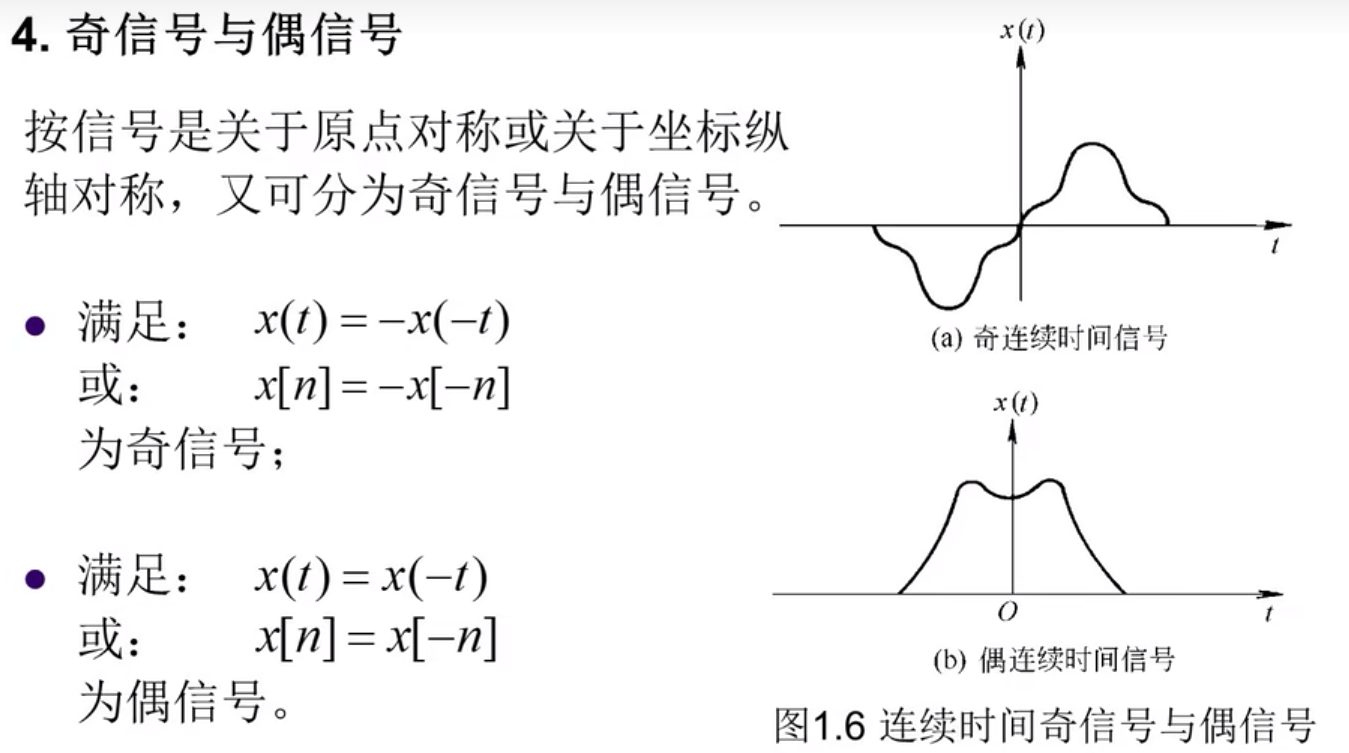 4. 奇信号与偶信号
按信号是关于原点对称或关于坐标纵
轴对称，又可分为奇信号与偶信号。
● 满足： x(t) = −x(−t)
或： x[n] = −x[−n]
为奇信号；
● 满足： x(t) = x(−t)
或： x[n] = x[−n]
为偶信号。
x(t)
t
(a) 奇连续时间信号
x(t)
O
t
(b) 偶连续时间信号
图1.6 连续时间奇信号与偶信号